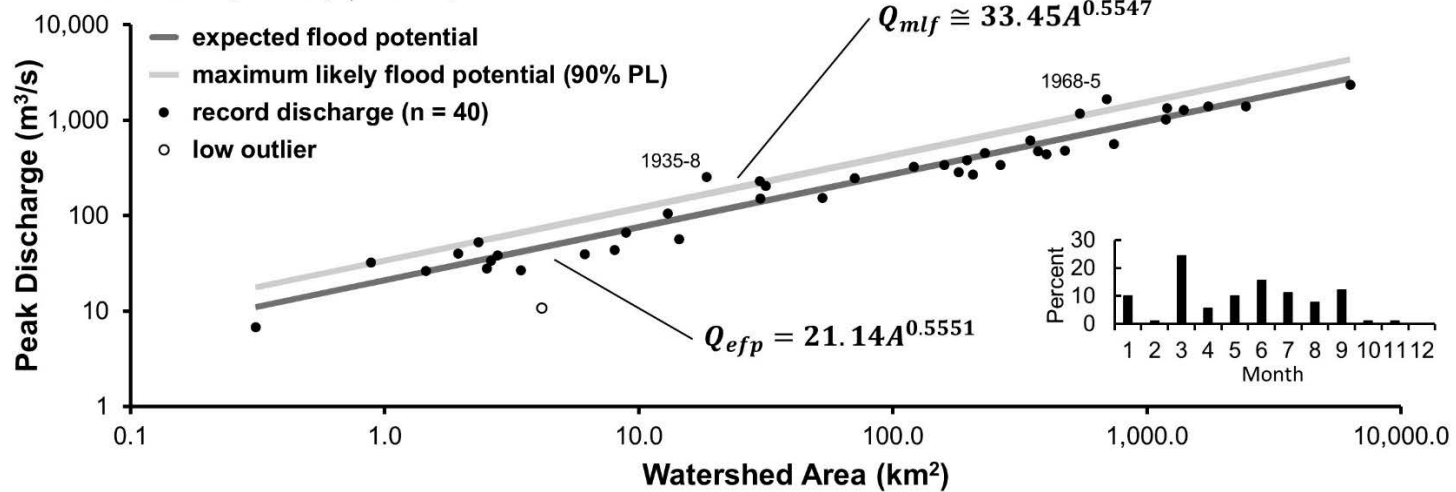 10,000
1,000
100
10
1
Peak Discharge (m³/s)
expected flood potential
maximum likely flood potential (90% PL)
record discharge (n = 40)
low outlier
Q_mlf ≅ 33.45A^0.5547
1968-5
1935-8
Q_efp = 21.14A^0.5551
30
20
10
0
Percent
1 2 3 4 5 6 7 8 9 10 11 12
Month
0.1 1.0 10.0 100.0 1,000.0 10,000.0
Watershed Area (km²)